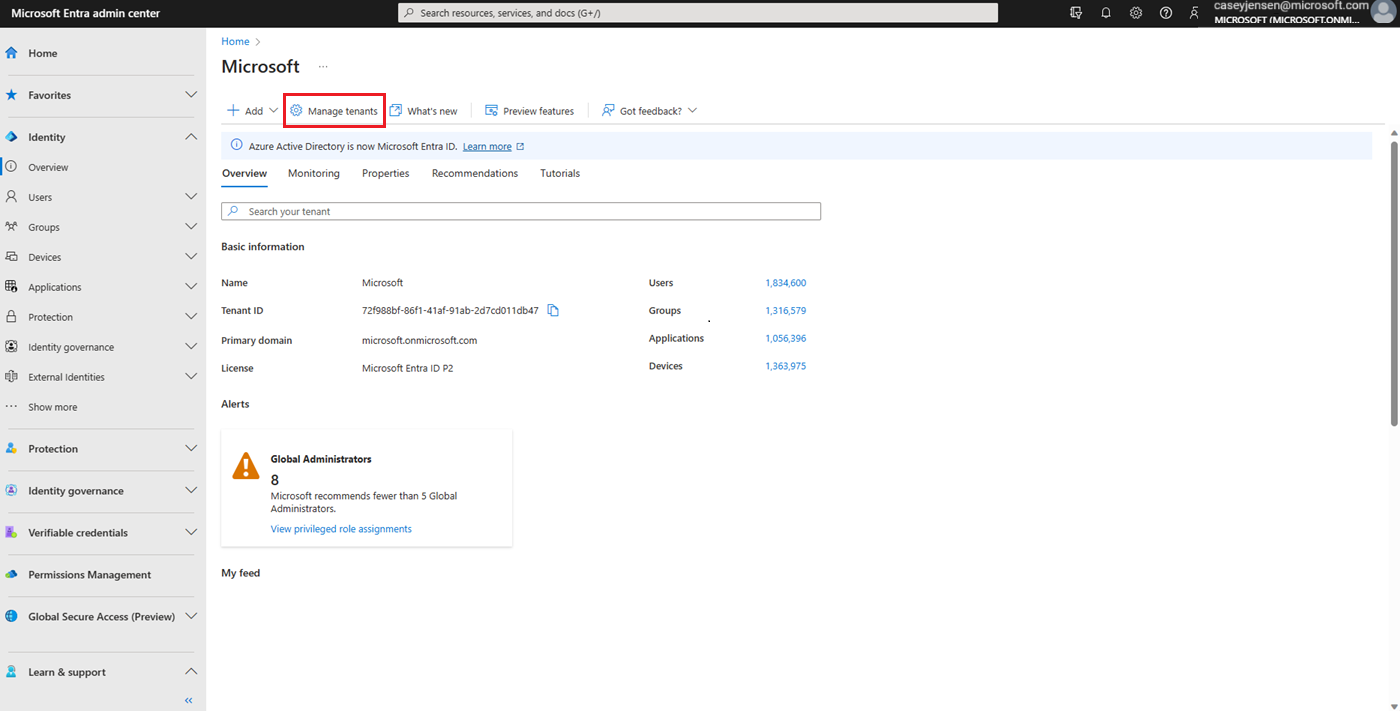 Microsoft Entra admin center
Search resources, services, and docs (G+/)
caseyjensen@microsoft.com
MICROSOFT (MICROSOFT.ONMI...
Home
Favorites
Identity
Overview
Users
Groups
Devices
Applications
Protection
Identity governance
External Identities
Show more
Protection
Identity governance
Verifiable credentials
Permissions Management
Global Secure Access (Preview)
Learn & support
Home
Microsoft
Add
Manage tenants
What's new
Preview features
Got feedback?
Azure Active Directory is now Microsoft Entra ID. Learn more
Overview Monitoring Properties Recommendations Tutorials
Search your tenant
Basic information
Name Microsoft Users 1,834,600
Tenant ID 72f988bf-86f1-41af-91ab-2d7cd011db47 Groups 1,316,579
Primary domain microsoft.onmicrosoft.com Applications 1,056,396
License Microsoft Entra ID P2 Devices 1,363,975
Alerts
Global Administrators
8
Microsoft recommends fewer than 5 Global
Administrators.
View privileged role assignments
My feed